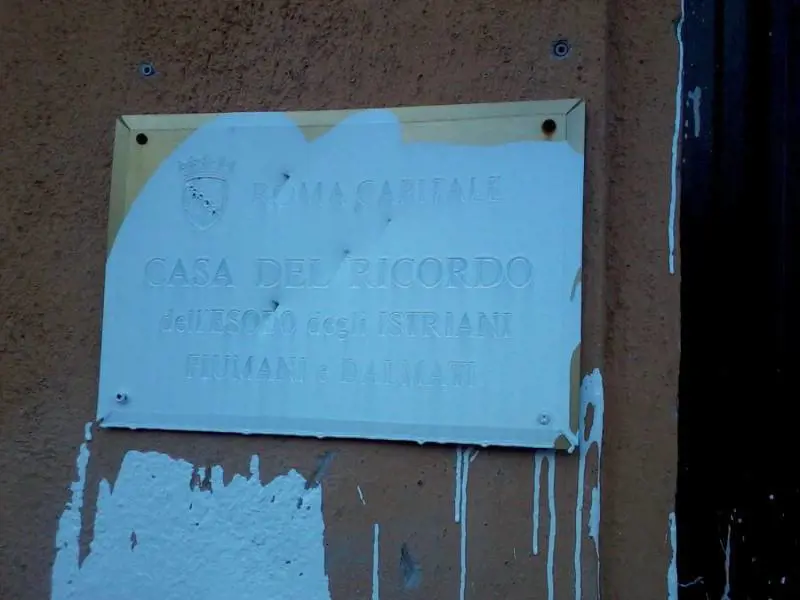 ROMA CAPITALE
CASA DEL RICORDO
dell'ESODO degli ISTRIANI
FIUMANI e DALMATI